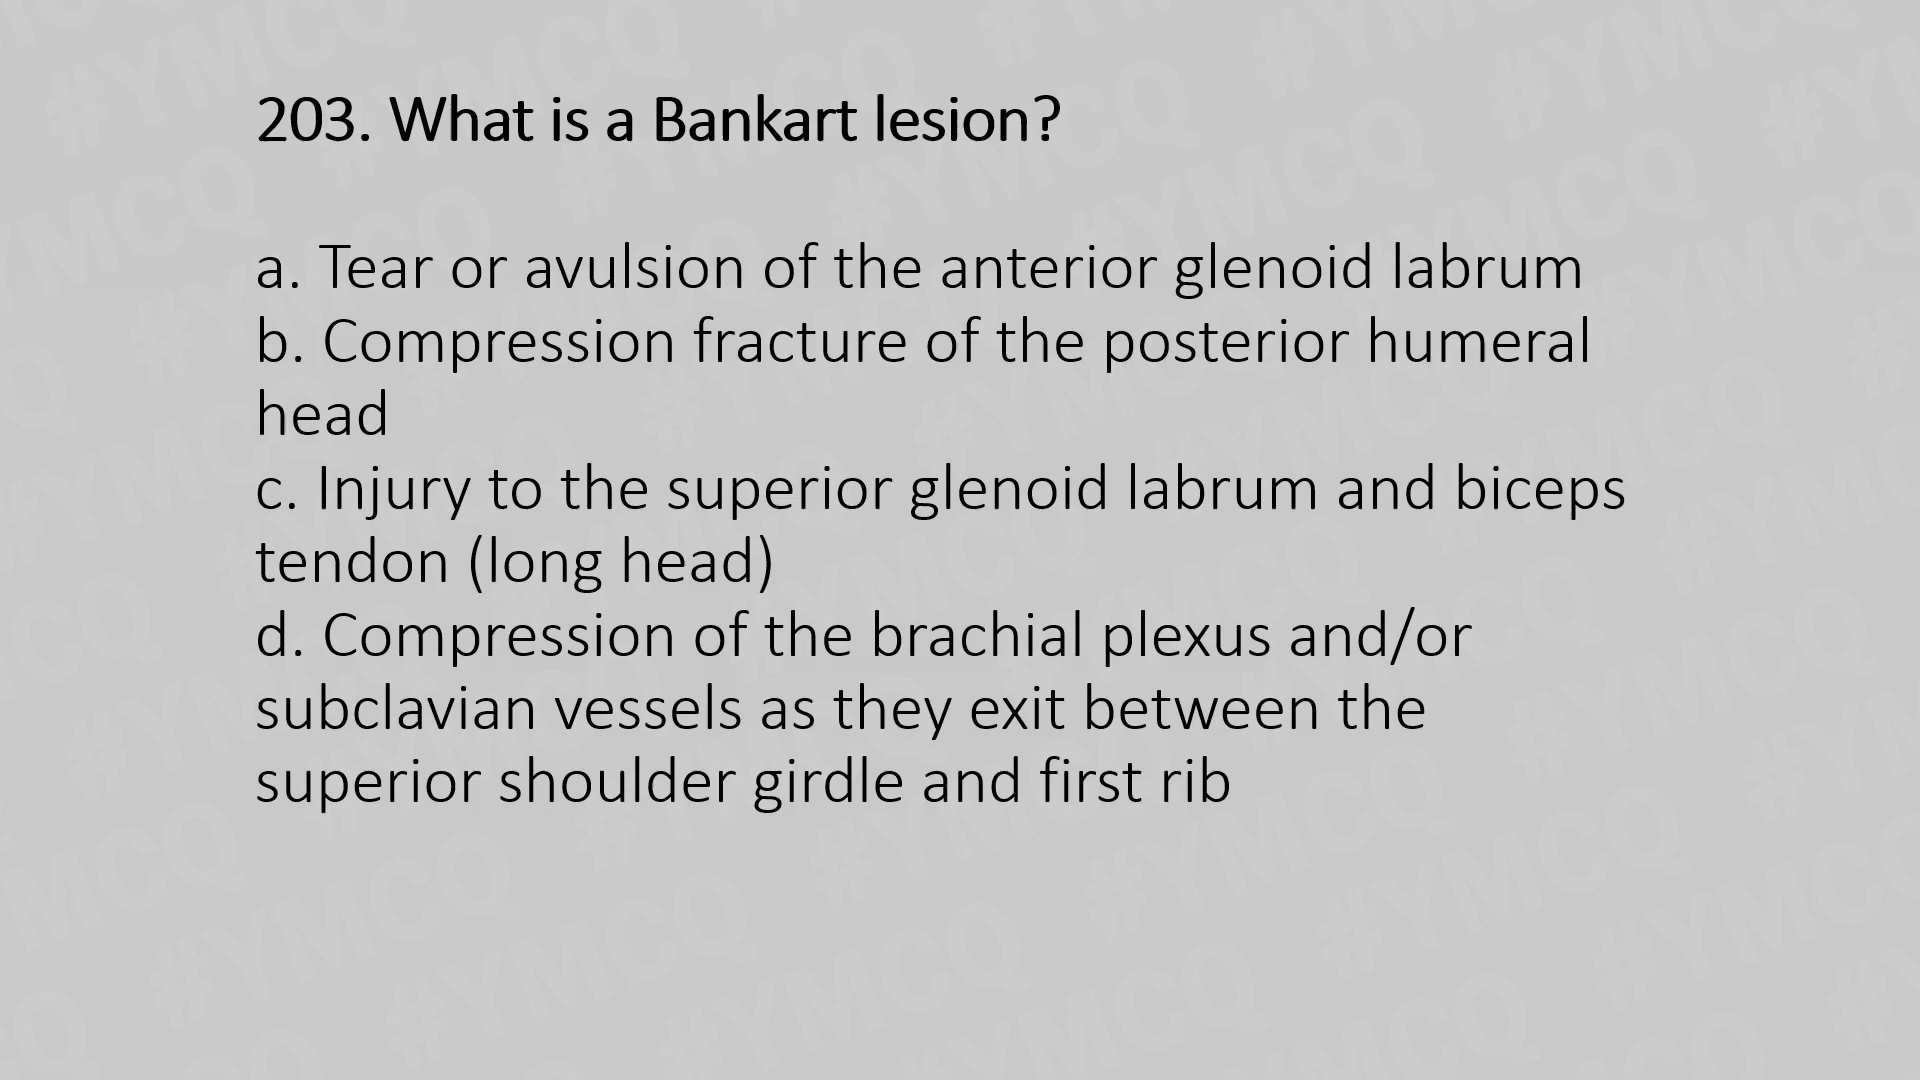 203. What is a Bankart lesion?
a. Tear or avulsion of the anterior glenoid labrum
b. Compression fracture of the posterior humeral
head
c. Injury to the superior glenoid labrum and biceps
tendon (long head)
d. Compression of the brachial plexus and/or
subclavian vessels as they exit between the
superior shoulder girdle and first rib
#YMCQ